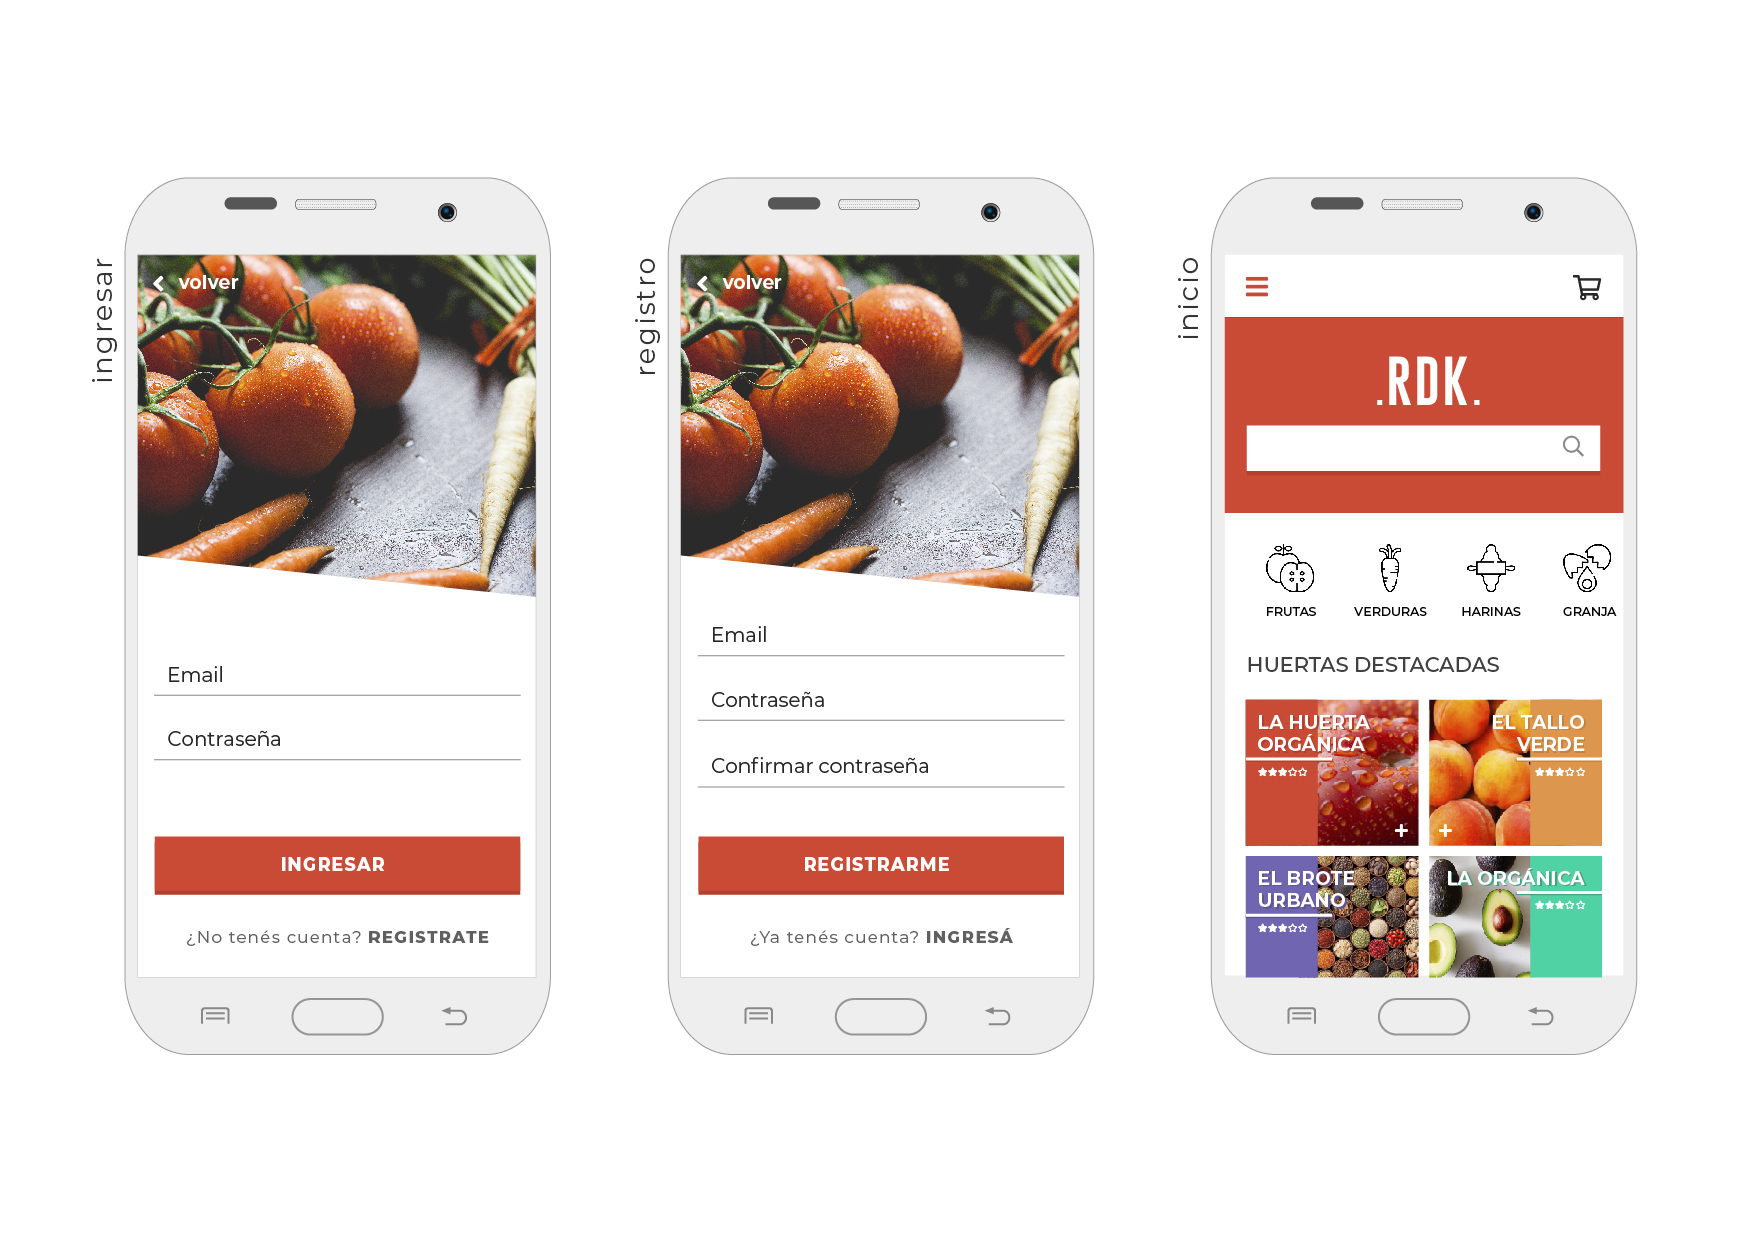 ingresar
volver
Email
Contraseña
INGRESAR
¿No tenés cuenta? REGISTRATE
registro
volver
Email
Contraseña
Confirmar contraseña
REGISTRARME
¿Ya tenés cuenta? INGRESÁ
inicio
.RDK.
FRUTAS
VERDURAS
HARINAS
GRANJA
HUERTAS DESTACADAS
LA HUERTA
ORGÁNICA
+
EL TALLO
VERDE
+
EL BROTE
URBANO
LA ORGÁNICA